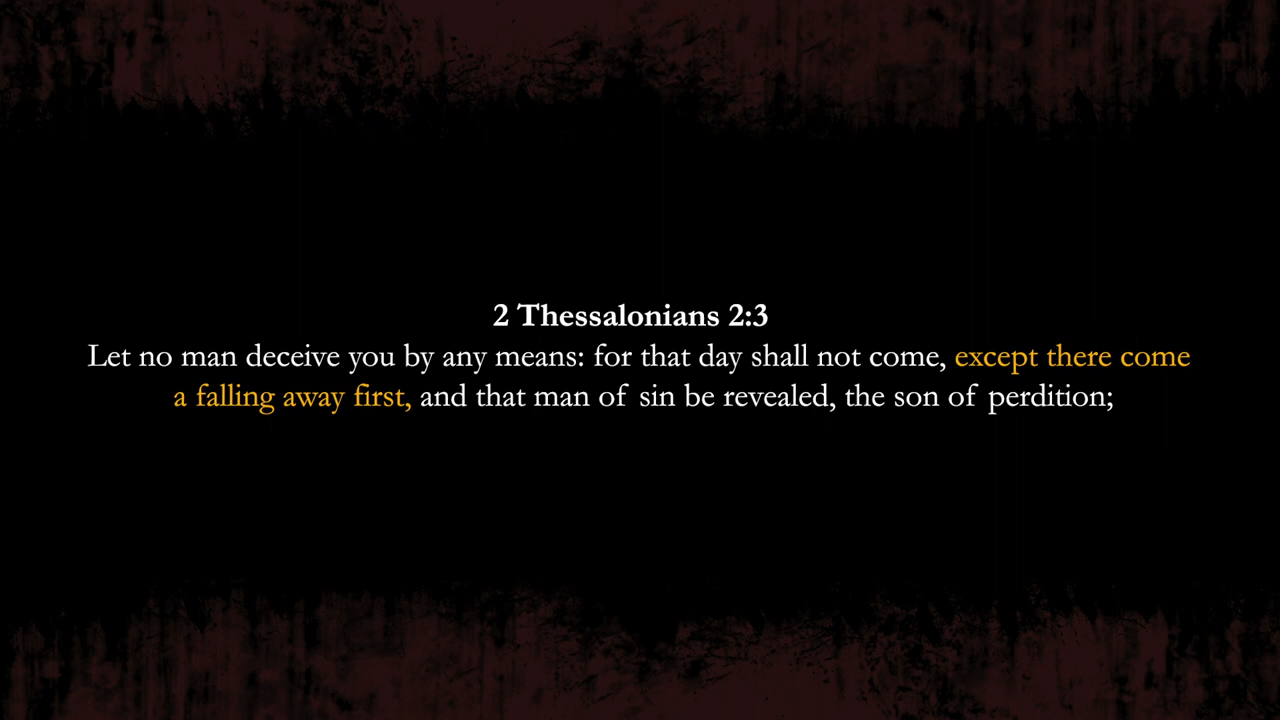 2 Thessalonians 2:3
Let no man deceive you by any means: for that day shall not come, except there come
a falling away first, and that man of sin be revealed, the son of perdition;